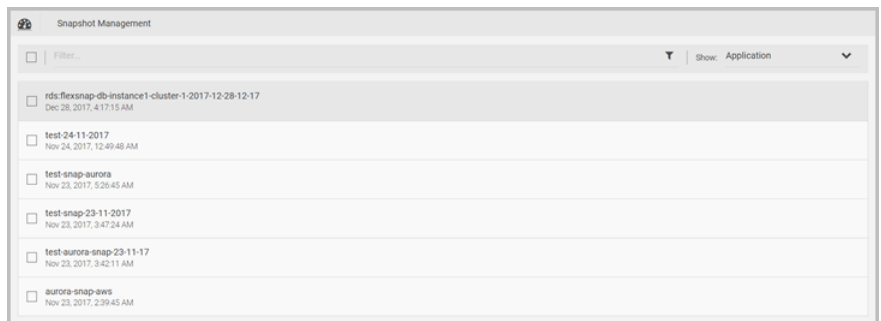 Snapshot Management
Filter...
Show: Application
rds:flexsnap-db-instance1-cluster-1-2017-12-28-12-17
Dec 28, 2017, 4:17:15 AM
test-24-11-2017
Nov 24, 2017, 12:49:48 AM
test-snap-aurora
Nov 23, 2017, 5:26:45 AM
test-snap-23-11-2017
Nov 23, 2017, 3:47:24 AM
test-aurora-snap-23-11-17
Nov 23, 2017, 3:42:11 AM
aurora-snap-aws
Nov 23, 2017, 2:39:45 AM